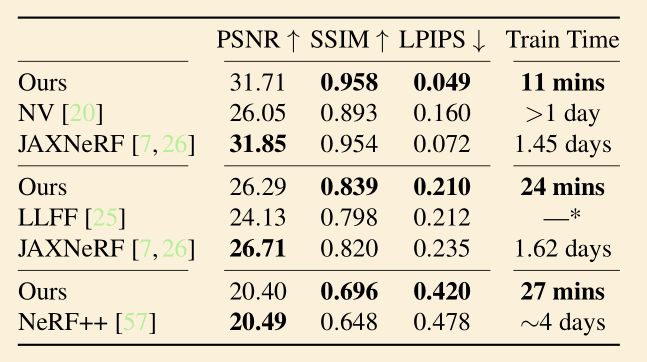 PSNR ↑ SSIM ↑ LPIPS ↓ Train Time
Ours 31.71 0.958 0.049 11 mins
NV [20] 26.05 0.893 0.160 >1 day
JAXNeRF [7, 26] 31.85 0.954 0.072 1.45 days
Ours 26.29 0.839 0.210 24 mins
LLFF [25] 24.13 0.798 0.212 —*
JAXNeRF [7, 26] 26.71 0.820 0.235 1.62 days
Ours 20.40 0.696 0.420 27 mins
NeRF++ [57] 20.49 0.648 0.478 ∼4 days